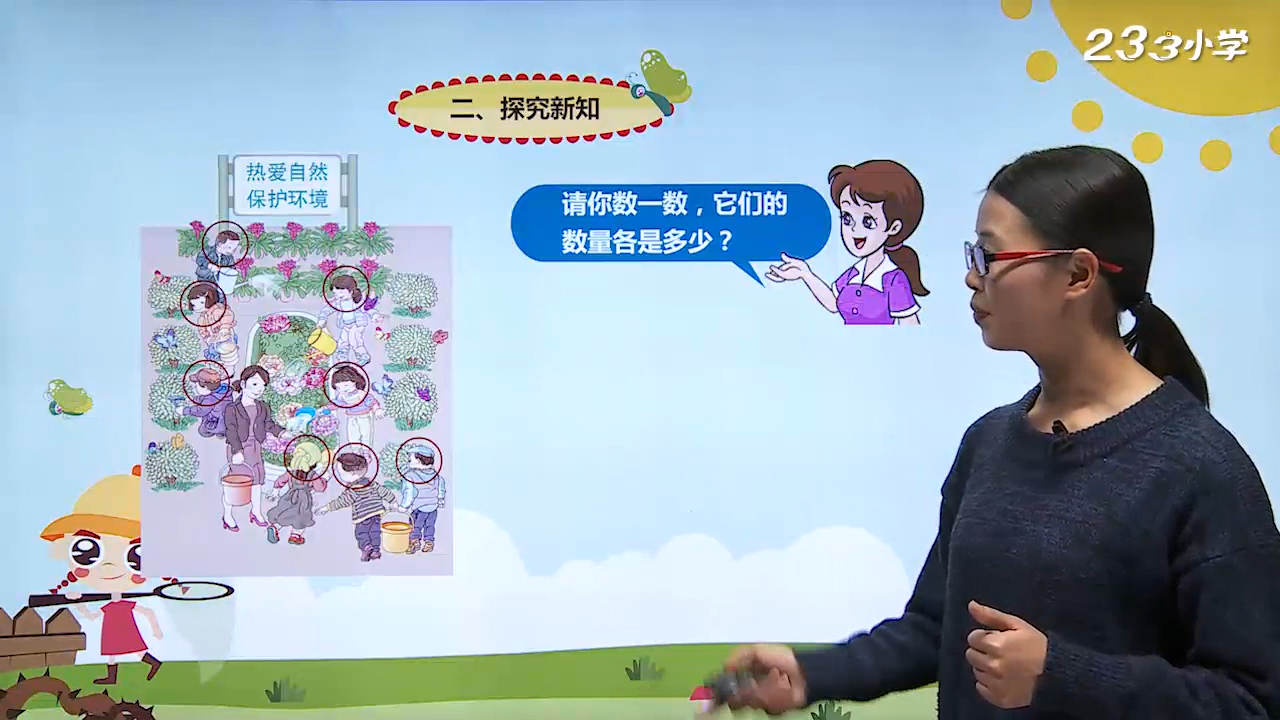 233小学
二、探究新知
热爱自然
保护环境
请你数一数，它们的
数量各是多少？